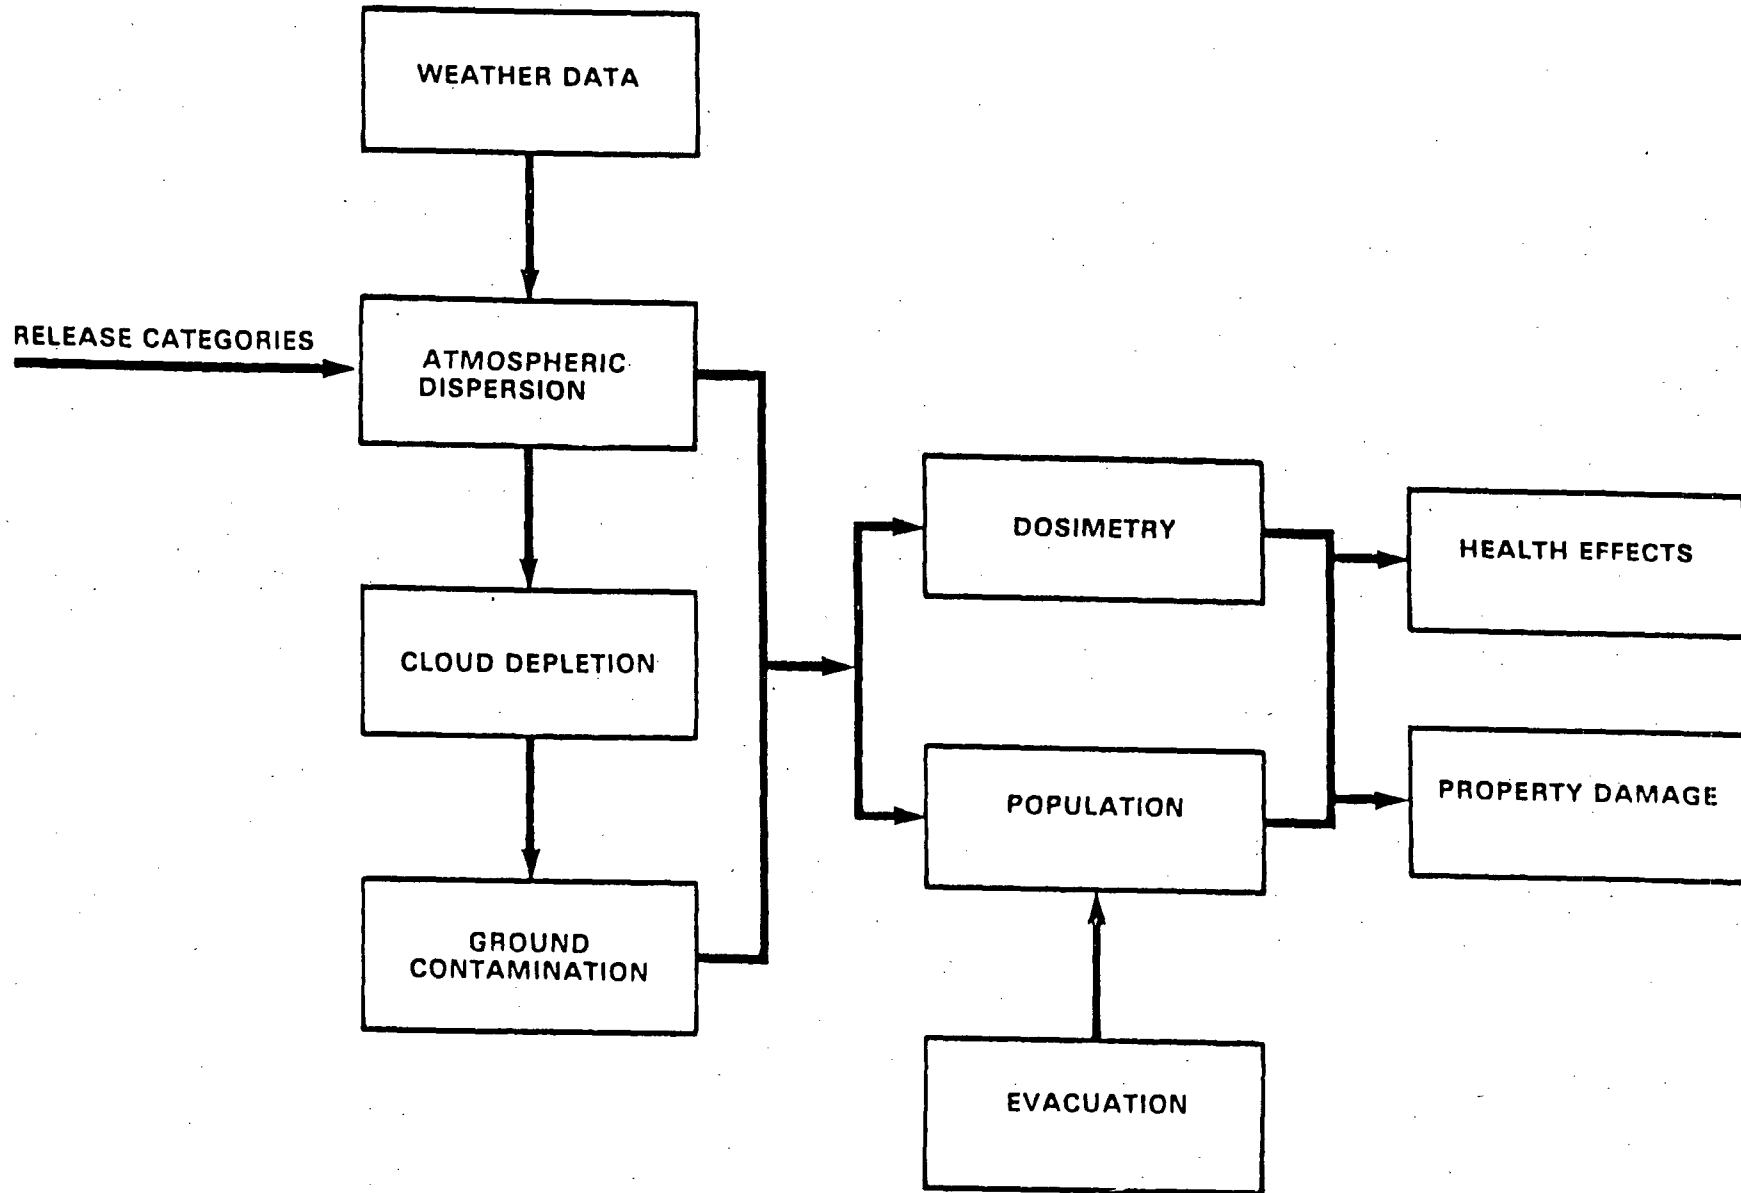 WEATHER DATA
RELEASE CATEGORIES
ATMOSPHERIC
DISPERSION
DOSIMETRY
HEALTH EFFECTS
CLOUD DEPLETION
POPULATION
PROPERTY DAMAGE
GROUND
CONTAMINATION
EVACUATION